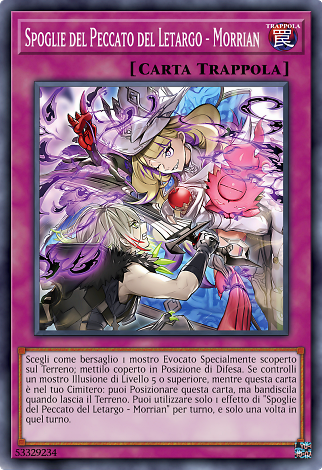 Spoglie del Peccato del Letargo - Morrian
TRAPPOLA
罠
[Carta Trappola]
Scegli come bersaglio 1 mostro Evocato Specialmente scoperto
sul Terreno; mettilo coperto in Posizione di Difesa. Se controlli
un mostro Illusione di Livello 5 o superiore, mentre questa carta
è nel tuo Cimitero: puoi Posizionare questa carta, ma bandiscila
quando lascia il Terreno. Puoi utilizzare solo 1 effetto di "Spoglie
del Peccato del Letargo - Morrian" per turno, e solo una volta in
quel turno.
53329234